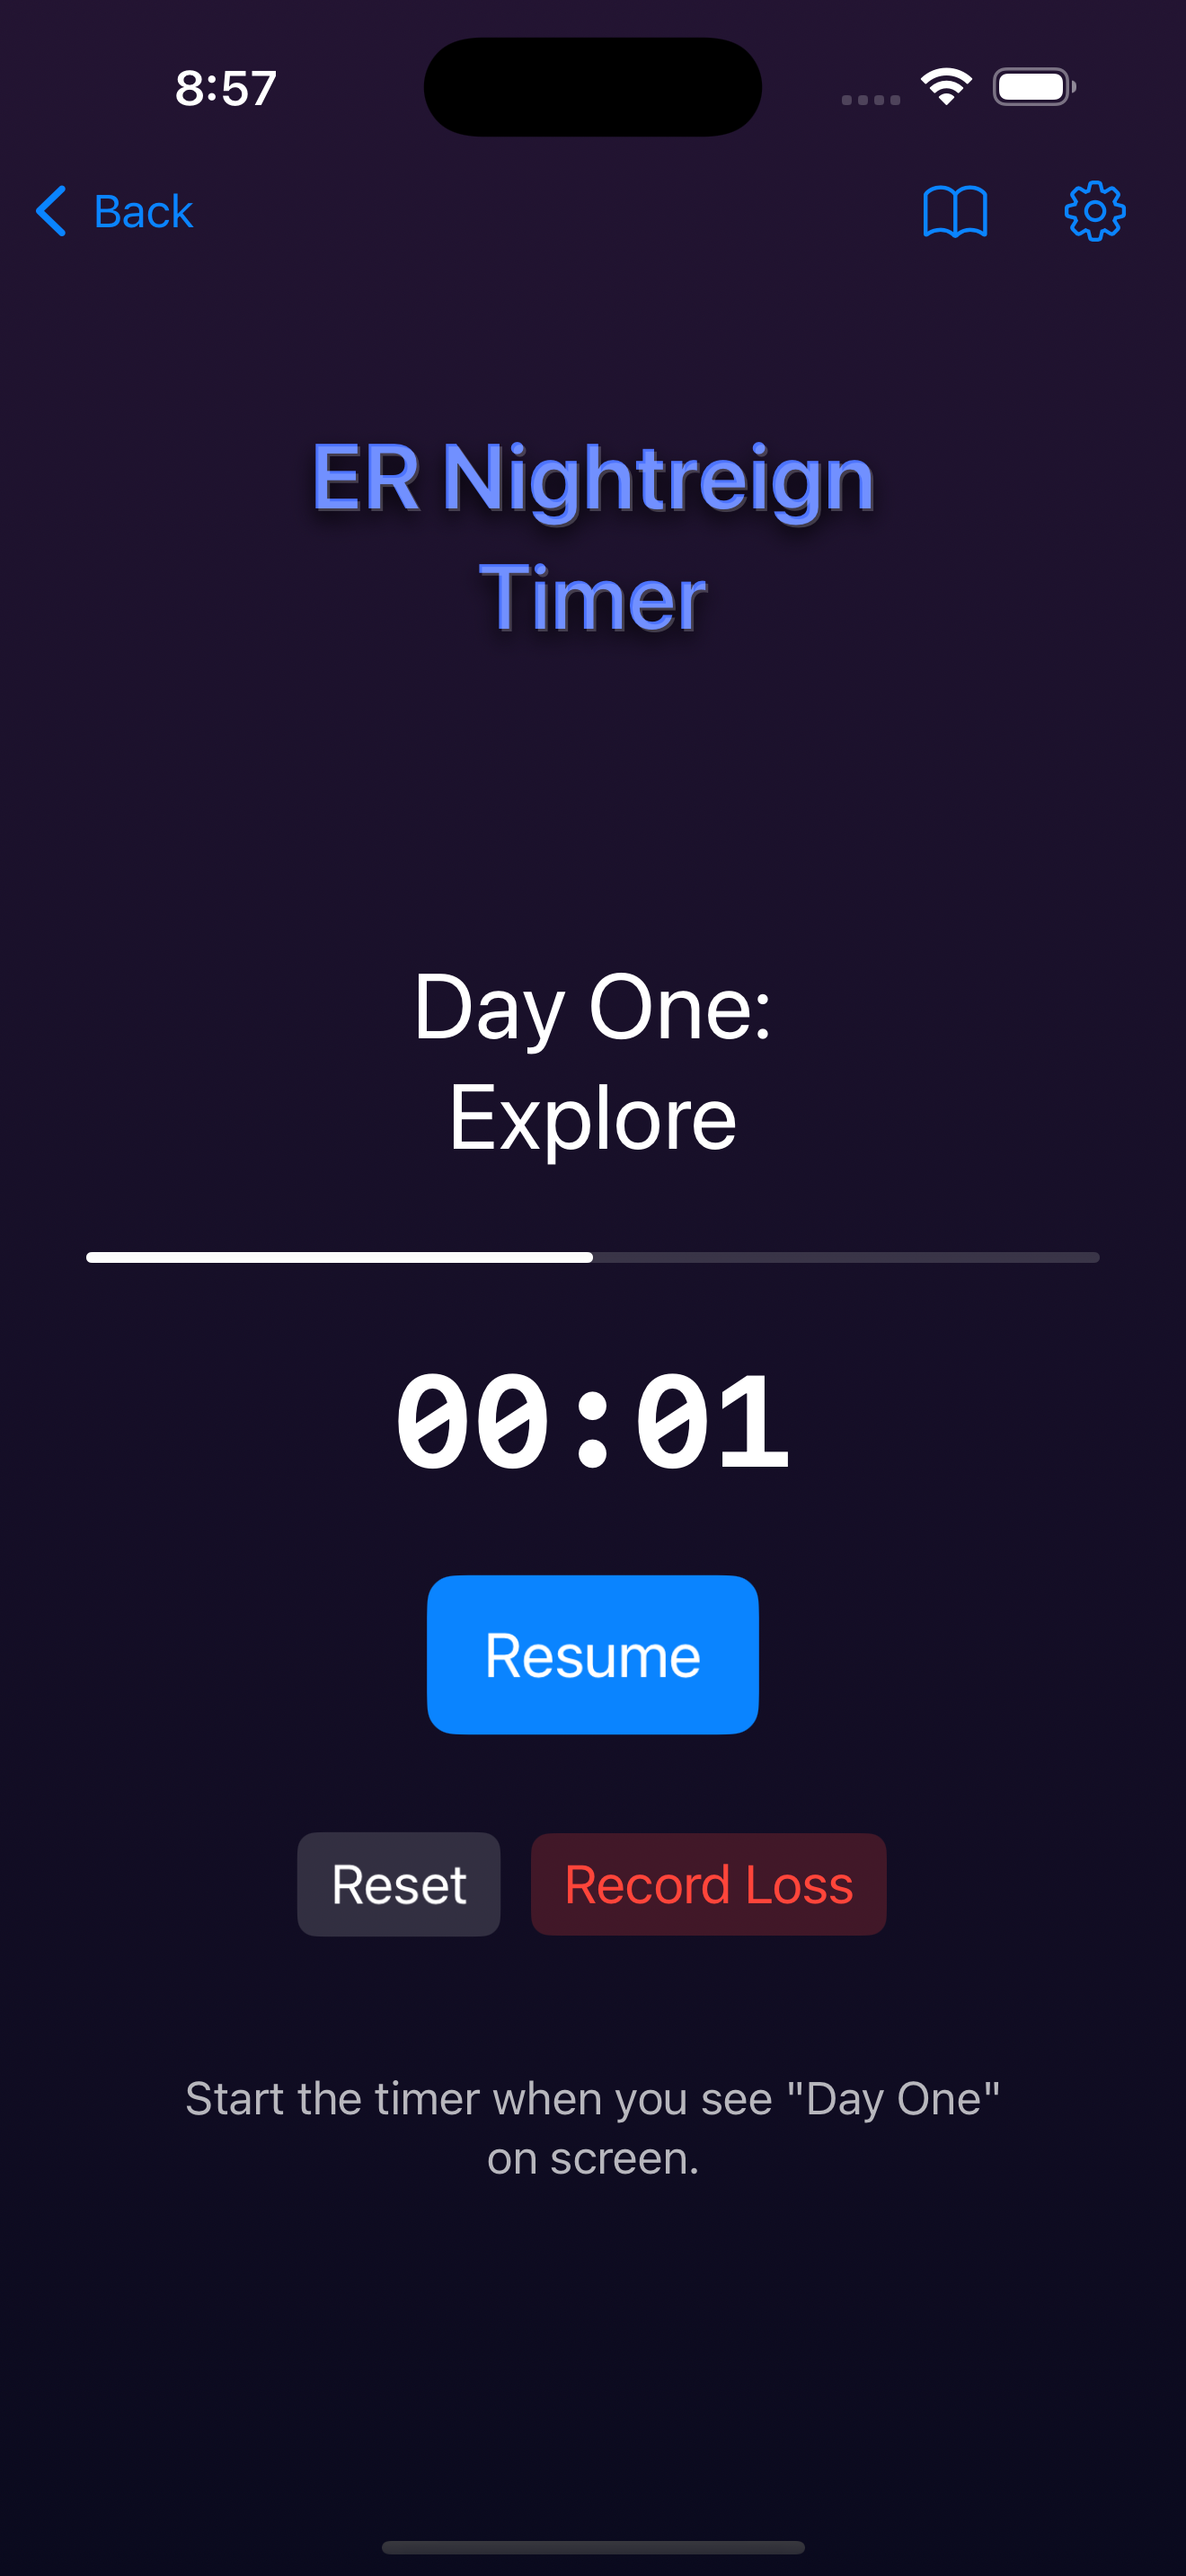 8:57
Back
ER Nightreign
Timer
Day One:
Explore
00:01
Resume
Reset
Record Loss
Start the timer when you see "Day One"
on screen.